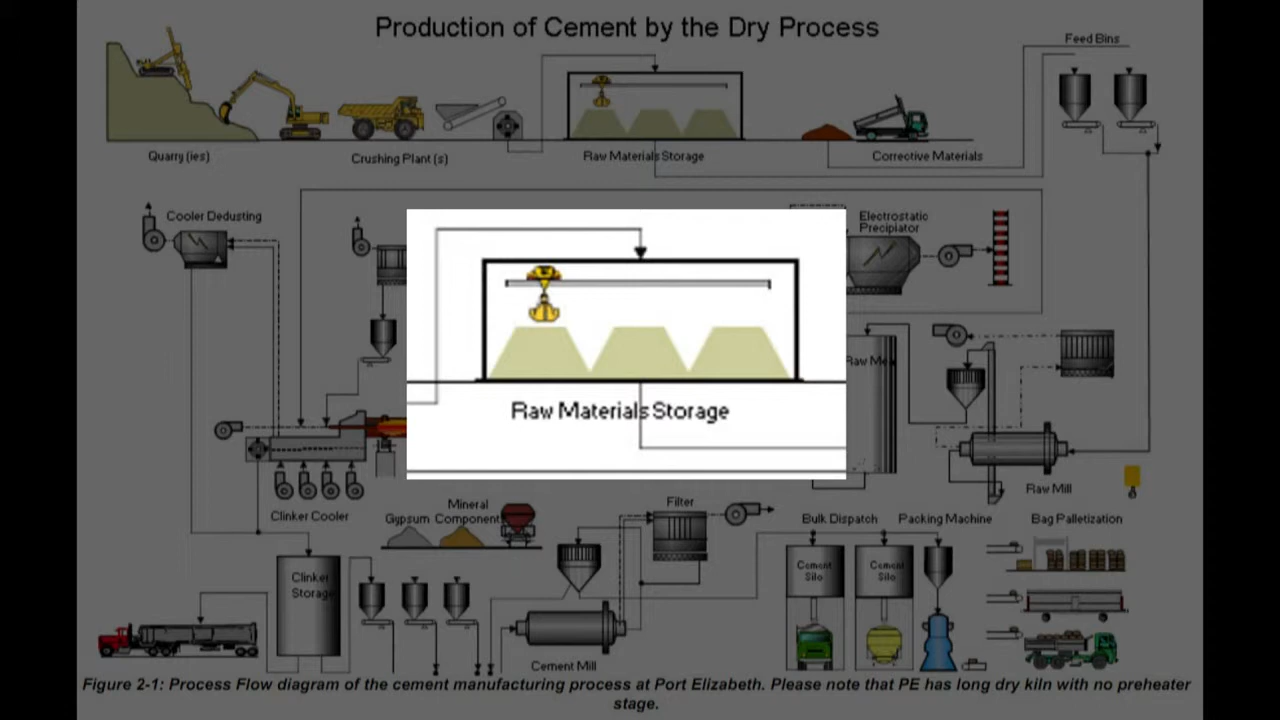 Production of Cement by the Dry Process
Feed Bins
Quarry (ies)
Crushing Plant (s)
Raw Materials Storage
Corrective Materials
Cooler Dedusting
Electrostatic
Precipiator
Raw Materials Storage
Raw Me
Raw Mill
Clinker Cooler
Gypsum
Mineral
Component
Filter
Bulk Dispatch
Packing Machine
Bag Palletization
Clinker
Storage
Cement
Silo
Cement
Silo
Cement Mill
Figure 2-1: Process Flow diagram of the cement manufacturing process at Port Elizabeth. Please note that PE has long dry kiln with no preheater
stage.